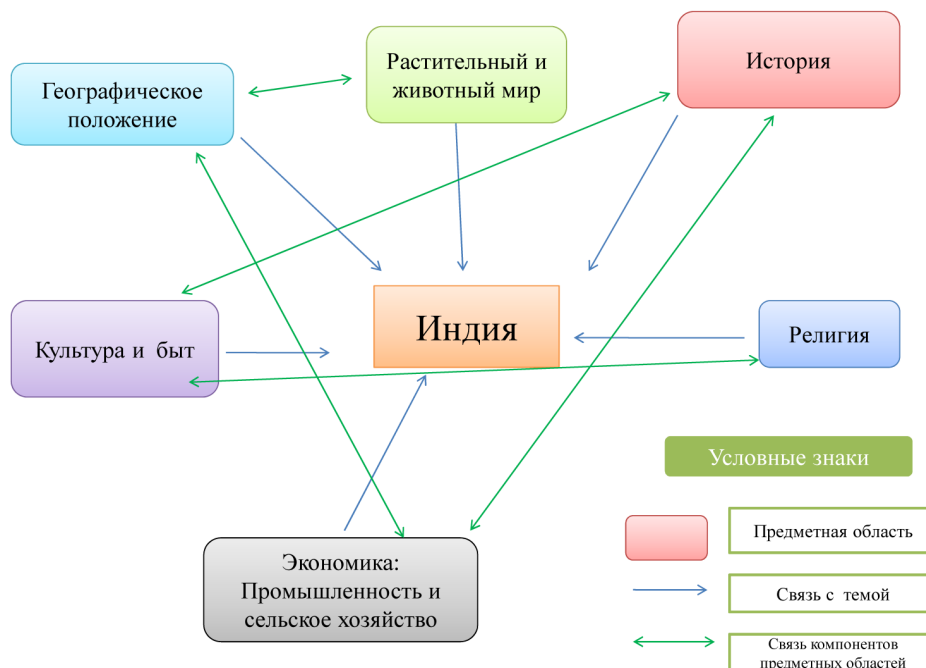 Географическое
положение
Растительный и
животный мир
История
Культура и быт
Индия
Религия
Экономика:
Промышленность и
сельское хозяйство
Условные знаки
Предметная область
Связь с темой
Связь компонентов
предметных областей